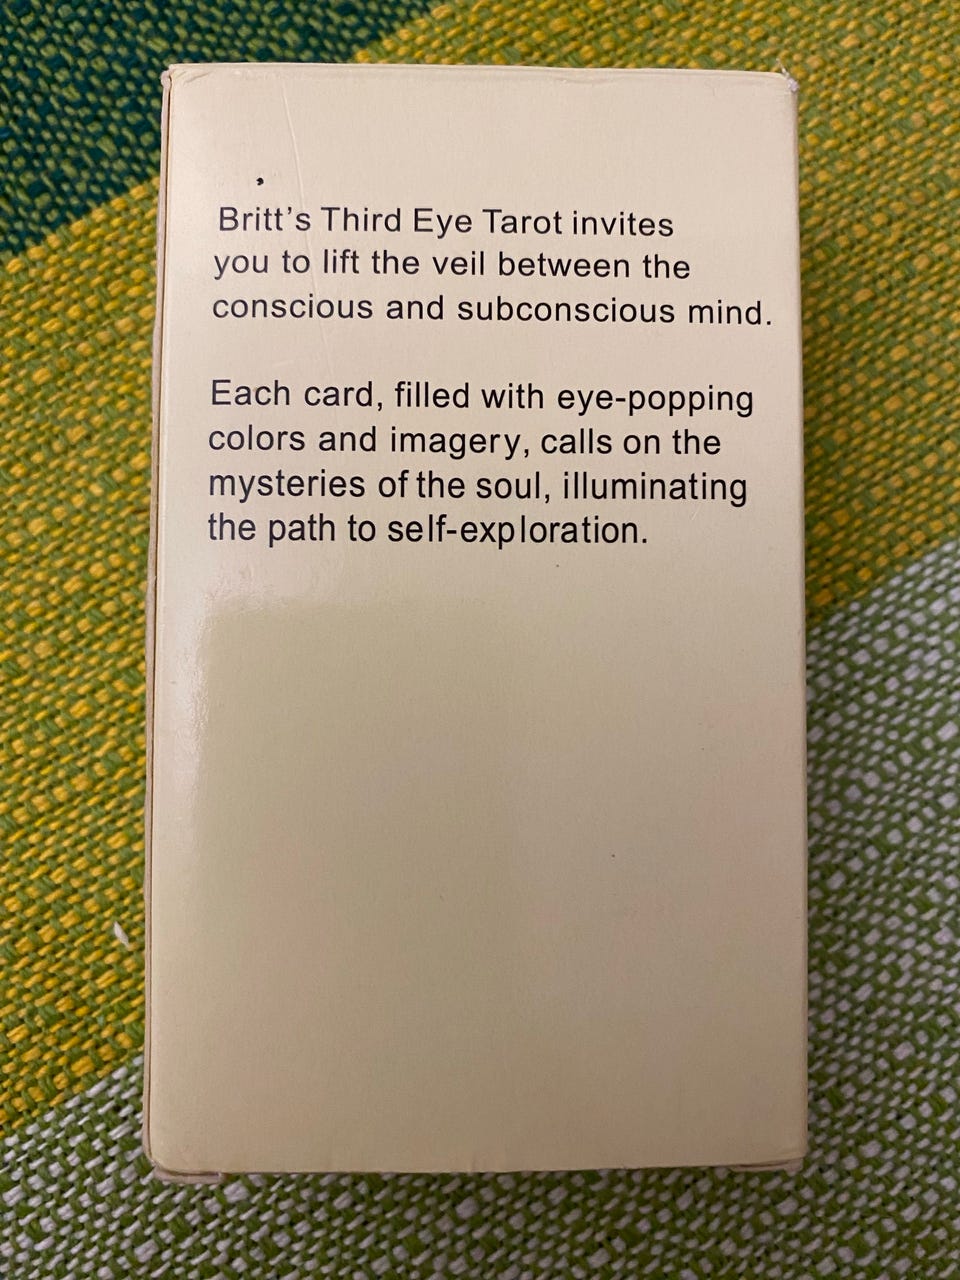 Britt's Third Eye Tarot invites
you to lift the veil between the
conscious and subconscious mind.
Each card, filled with eye-popping
colors and imagery, calls on the
mysteries of the soul, illuminating
the path to self-exploration.